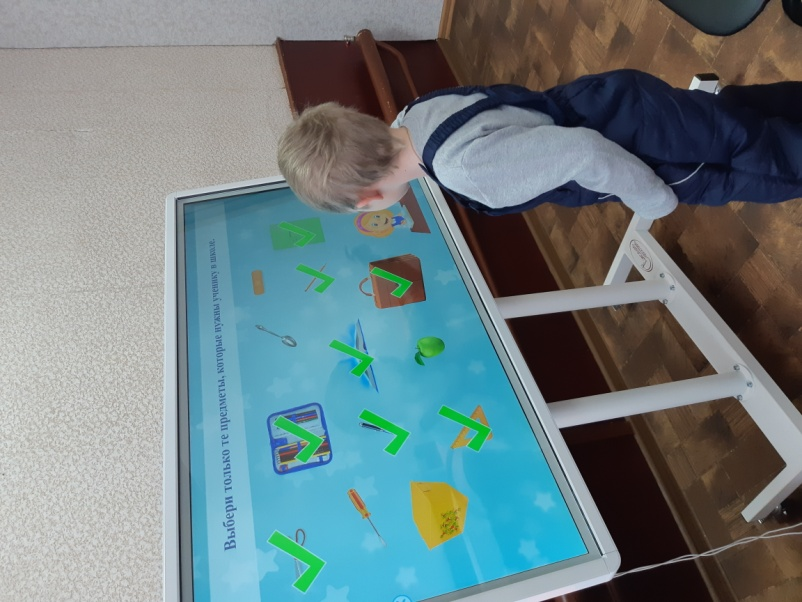 Выбери только те предметы, которые нужны ученику в школе.